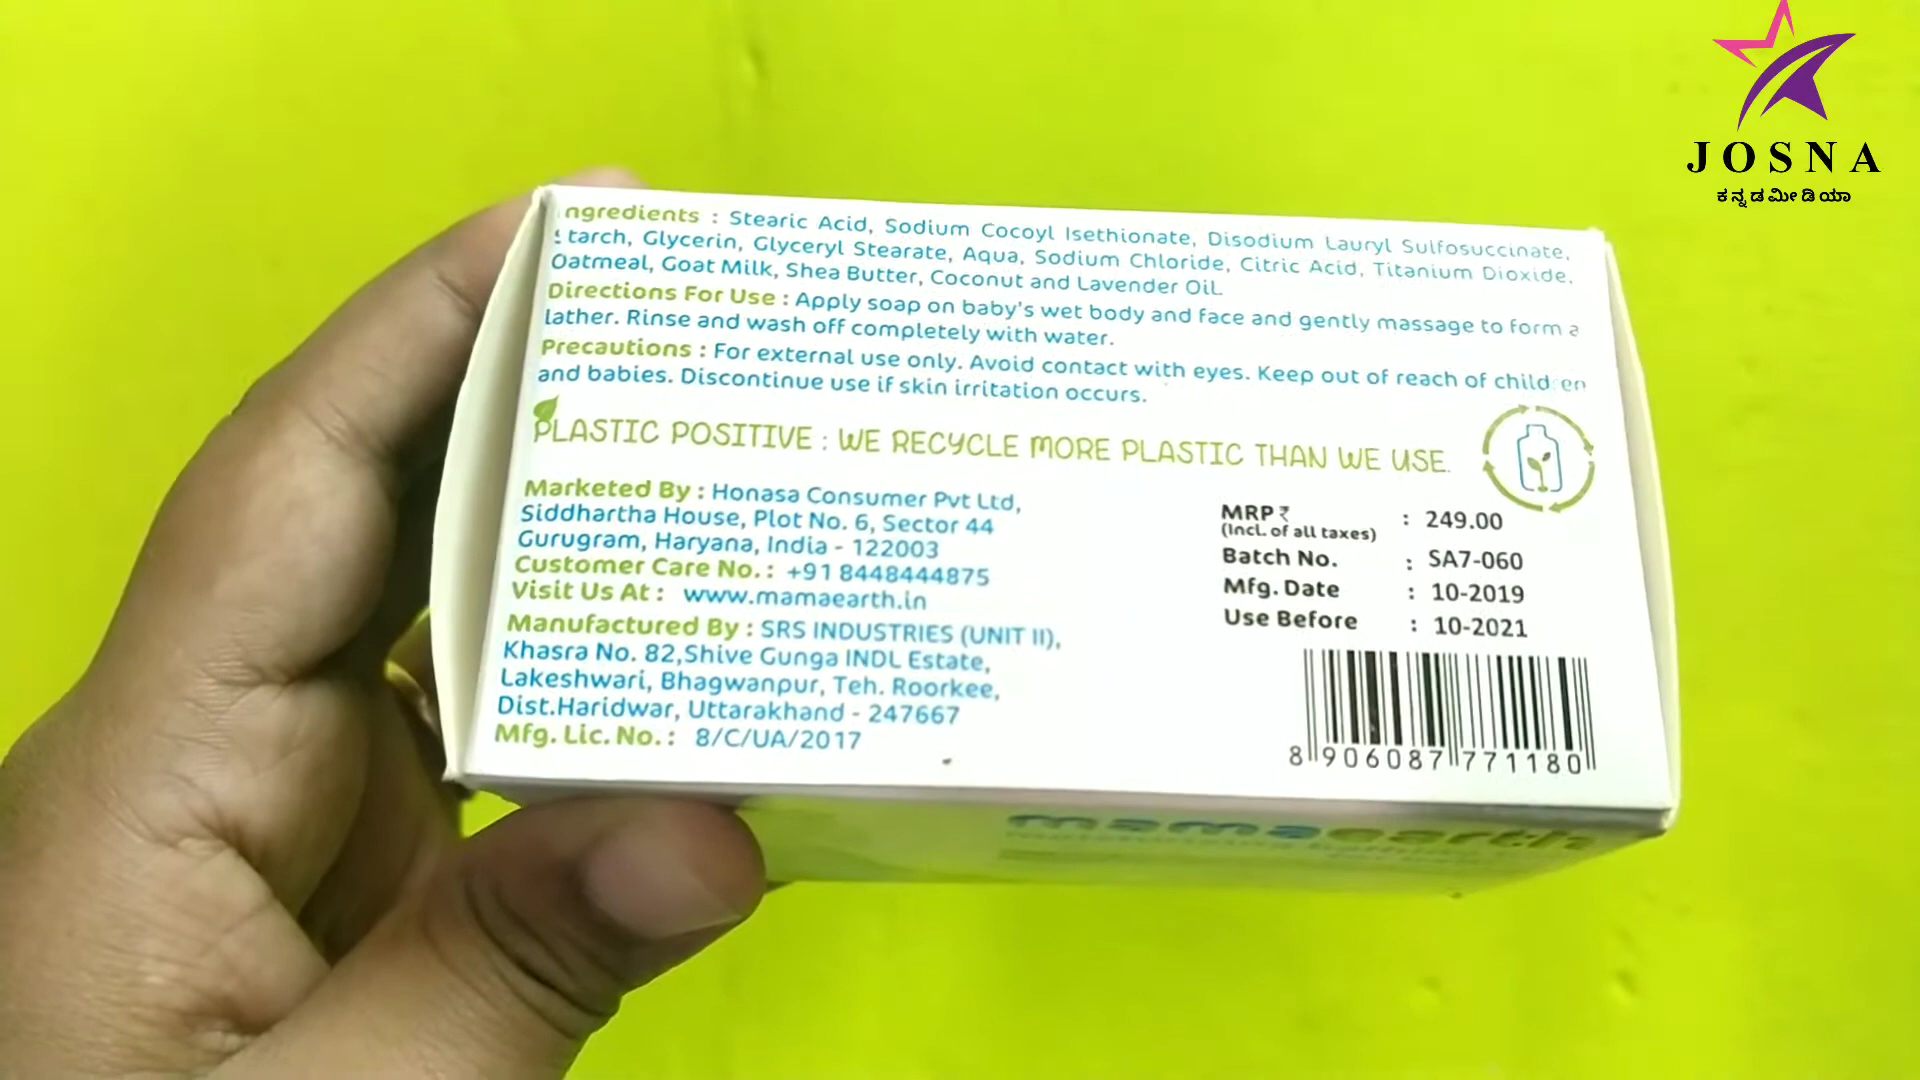 JOSNA
ಕನ್ನಡ ಮೀಡಿಯಾ
ngredients : Stearic Acid, Sodium Cocoyl Isethionate, Disodium Lauryl Sulfosuccinate,
tarch, Glycerin, Glyceryl Stearate, Aqua, Sodium Chloride, Citric Acid, Titanium Dioxide,
Oatmeal, Goat Milk, Shea Butter, Coconut and Lavender Oil.
Directions For Use : Apply soap on baby's wet body and face and gently massage to form a
lather. Rinse and wash off completely with water.
Precautions : For external use only. Avoid contact with eyes. Keep out of reach of children
and babies. Discontinue use if skin irritation occurs.
PLASTIC POSITIVE : WE RECYCLE MORE PLASTIC THAN WE USE.
Marketed By : Honasa Consumer Pvt Ltd,
Siddhartha House, Plot No. 6, Sector 44
Gurugram, Haryana, India - 122003
Customer Care No. : +91 8448444875
Visit Us At : www.mamaearth.in
Manufactured By : SRS INDUSTRIES (UNIT II),
Khasra No. 82,Shive Gunga INDL Estate,
Lakeshwari, Bhagwanpur, Teh. Roorkee,
Dist.Haridwar, Uttarakhand - 247667
Mfg. Lic. No. : 8/C/UA/2017
MRP ₹ : 249.00
(Incl. of all taxes)
Batch No. : SA7-060
Mfg. Date : 10-2019
Use Before : 10-2021
8 906087 771180
mamaearth